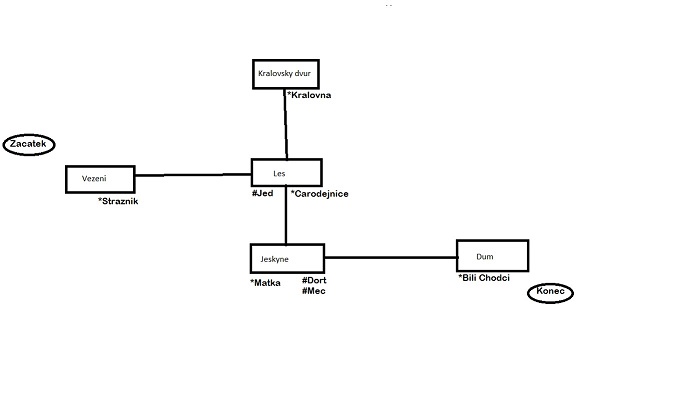 Kralovsky dvur
*Kralovna
Zacatek
Vezeni
*Straznik
Les
#Jed
*Carodejnice
Jeskyne
*Matka
#Dort
#Mec
Dum
*Bili Chodci
Konec